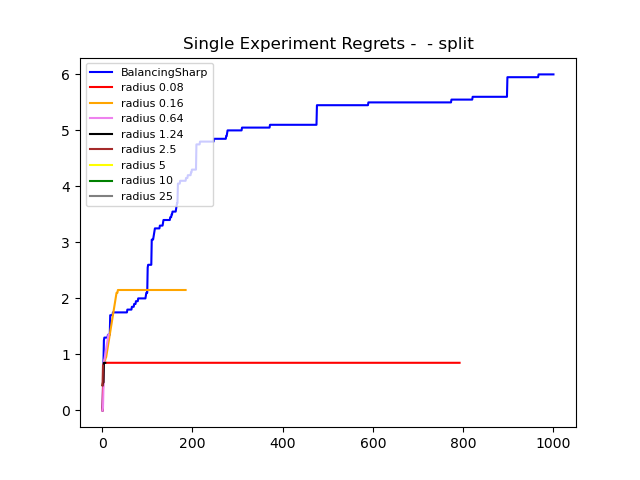 Single Experiment Regrets -  - split
BalancingSharp
radius 0.08
radius 0.16
radius 0.64
radius 1.24
radius 2.5
radius 5
radius 10
radius 25
6
5
4
3
2
1
0
0 200 400 600 800 1000